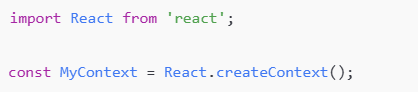 import React from 'react';
const MyContext = React.createContext();